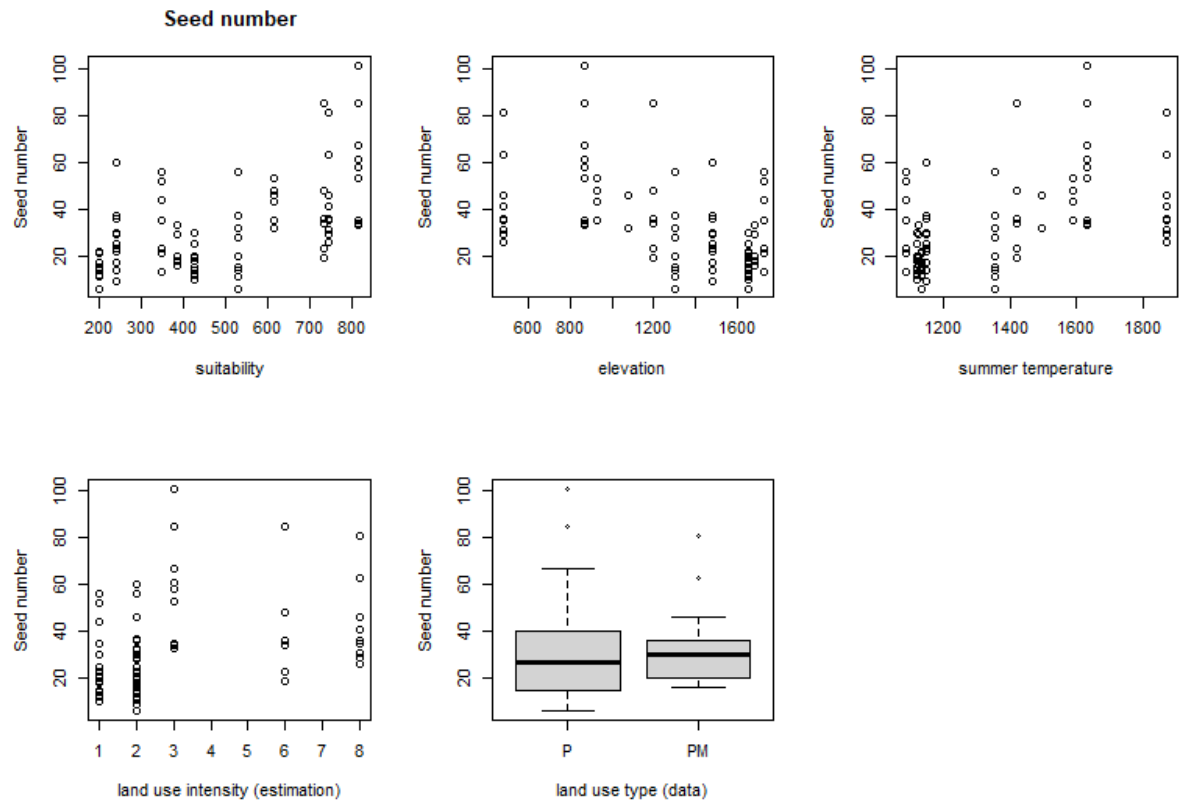 Seed number
Seed number
20 40 60 80 100
200 300 400 500 600 700 800
suitability
Seed number
20 40 60 80 100
600 800 1200 1600
elevation
Seed number
20 40 60 80 100
1200 1400 1600 1800
summer temperature
Seed number
20 40 60 80 100
1 2 3 4 5 6 7 8
land use intensity (estimation)
Seed number
20 40 60 80 100
P PM
land use type (data)